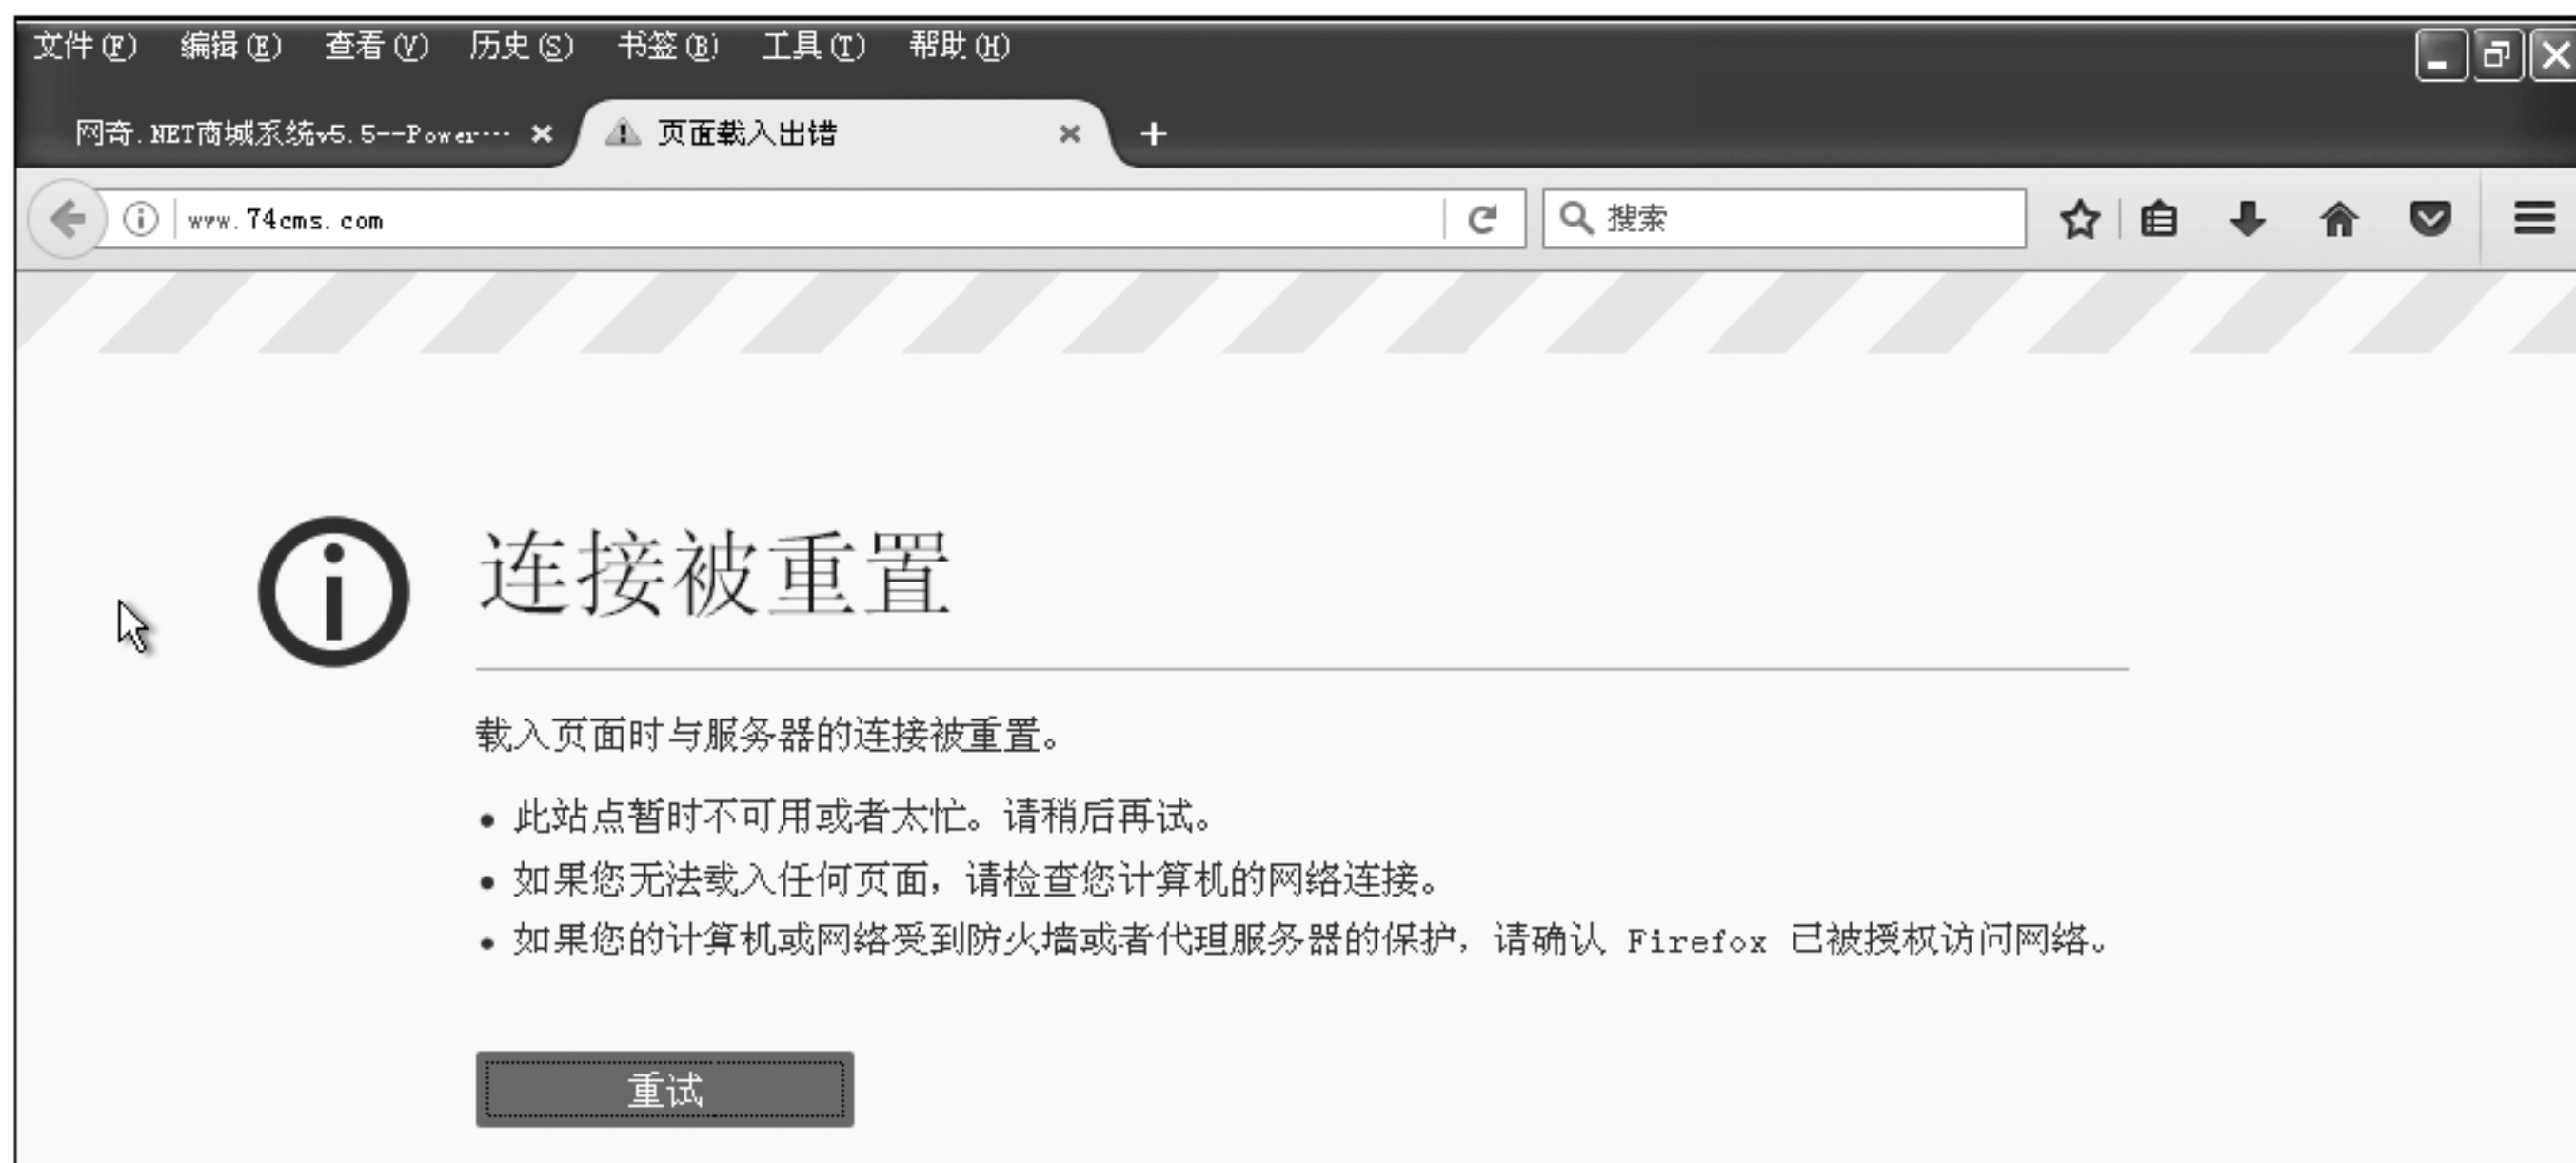 文件(F) 编辑(E) 查看(V) 历史(S) 书签(B) 工具(T) 帮助(H)
网奇.NET商城系统v5.5--Power···
页面载入出错
www.74cms.com
搜索
连接被重置
载入页面时与服务器的连接被重置。
• 此站点暂时不可用或者太忙。请稍后再试。
• 如果您无法载入任何页面，请检查您计算机的网络连接。
• 如果您的计算机或网络受到防火墙或者代理服务器的保护，请确认 Firefox 已被授权访问网络。
重试